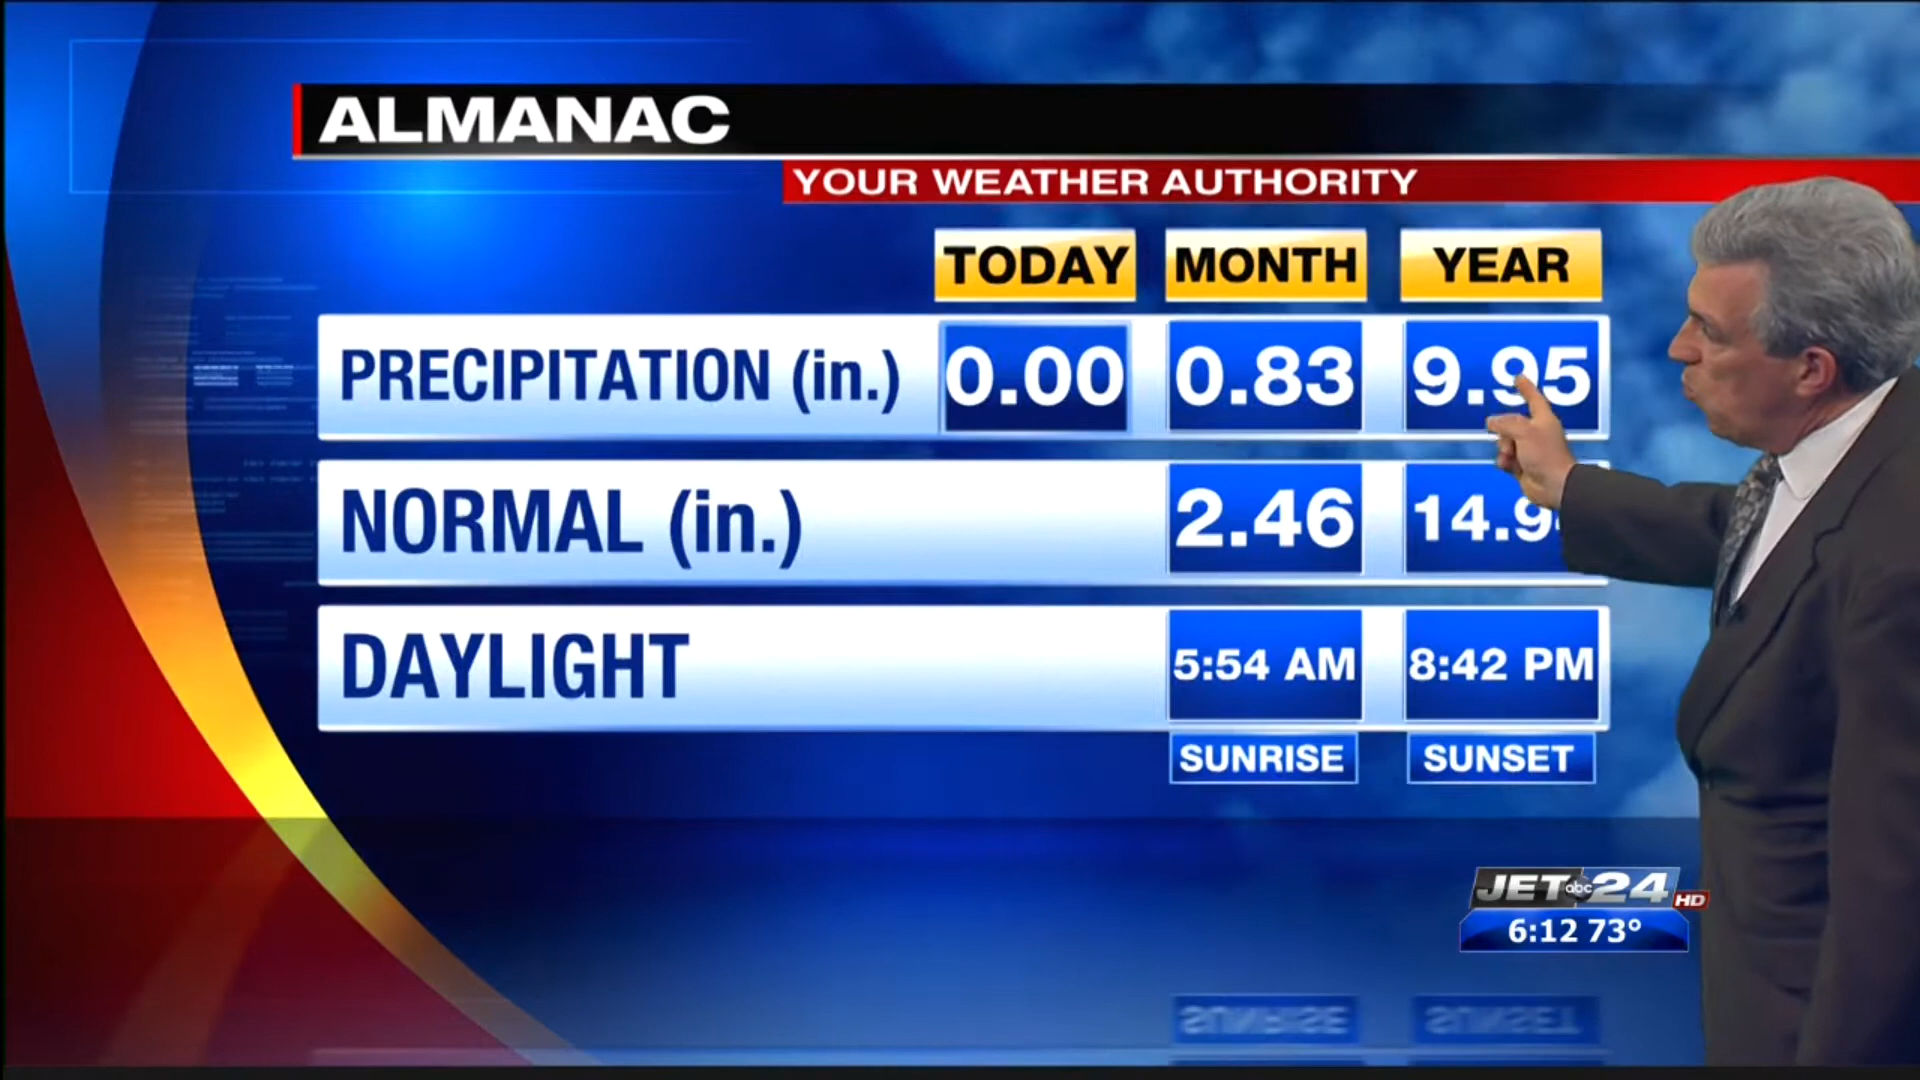 ALMANAC
YOUR WEATHER AUTHORITY
TODAY MONTH YEAR
PRECIPITATION (in.) 0.00 0.83 9.95
NORMAL (in.) 2.46
DAYLIGHT 5:54 AM 8:42 PM
SUNRISE SUNSET
JET abc 24 HD
6:12 73°